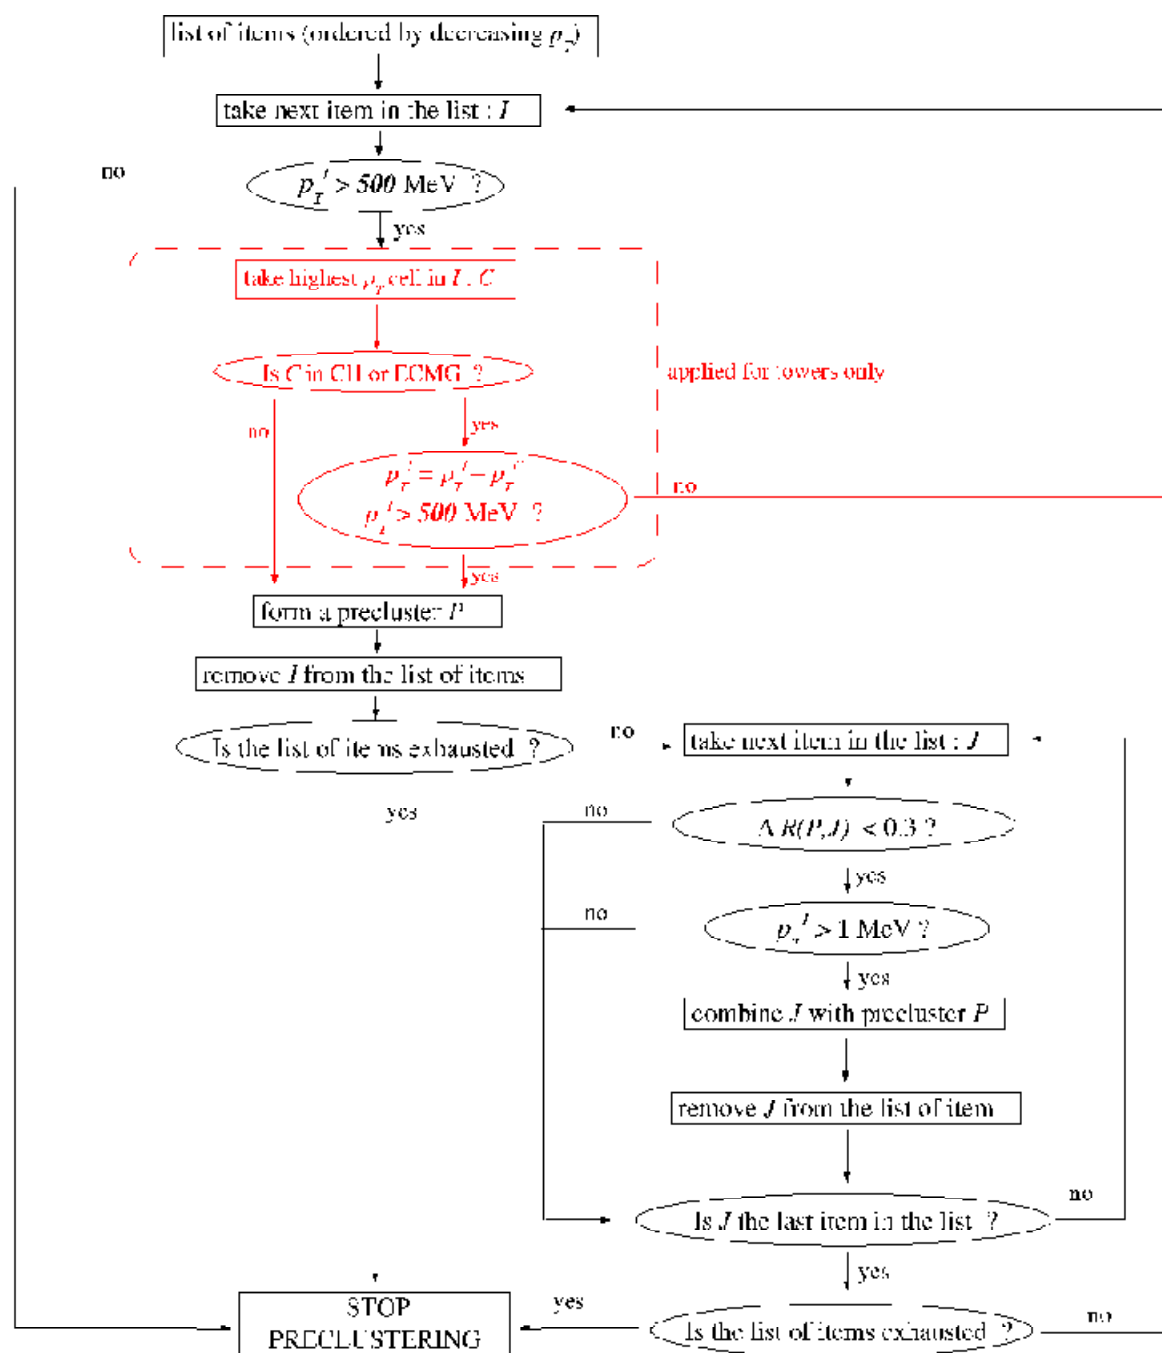 list of items (ordered by decreasing p_T)
take next item in the list : I
no
p_T^I > 500 MeV ?
yes
take highest p_T cell in I : C
Is C in CH or ECMG ?
applied for towers only
no
yes
p_T^I = p_T^I - p_T^C
no
p_T^I > 500 MeV ?
yes
form a precluster P
remove I from the list of items
no
Is the list of items exhausted ?
take next item in the list : J
yes
no
Δ R(P,J) < 0.3 ?
yes
no
p_T^J > 1 MeV ?
yes
combine J with precluster P
remove J from the list of item
no
Is J the last item in the list ?
yes
STOP
PRECLUSTERING
yes
Is the list of items exhausted ?
no